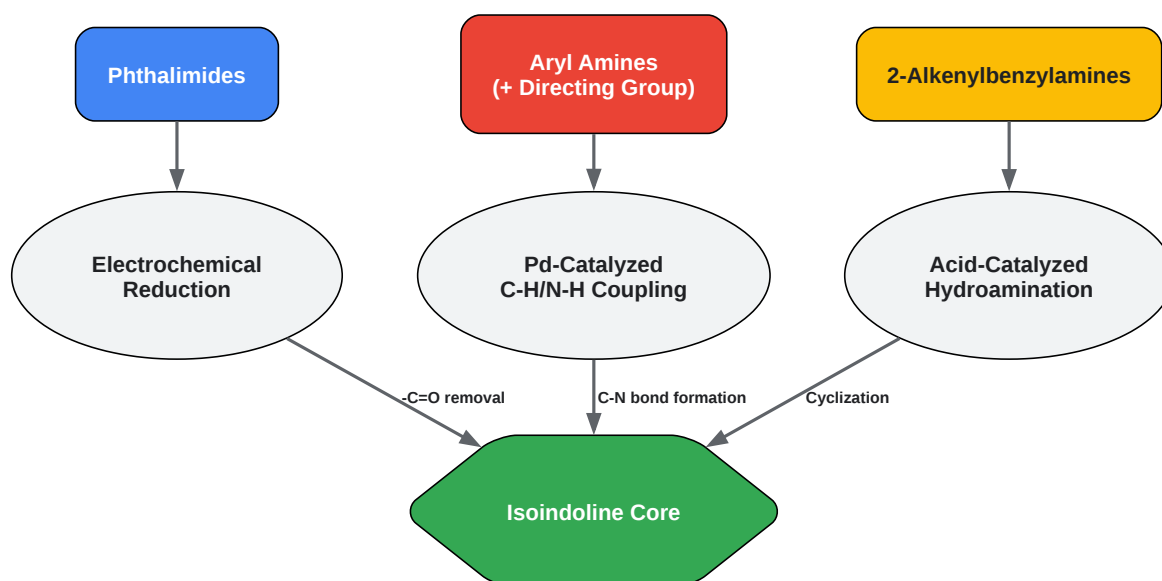 Phthalimides
Aryl Amines
(+ Directing Group)
2-Alkenylbenzylamines
Electrochemical
Reduction
Pd-Catalyzed
C-H/N-H Coupling
Acid-Catalyzed
Hydroamination
-C=O removal
C-N bond formation
Cyclization
Isoindoline Core